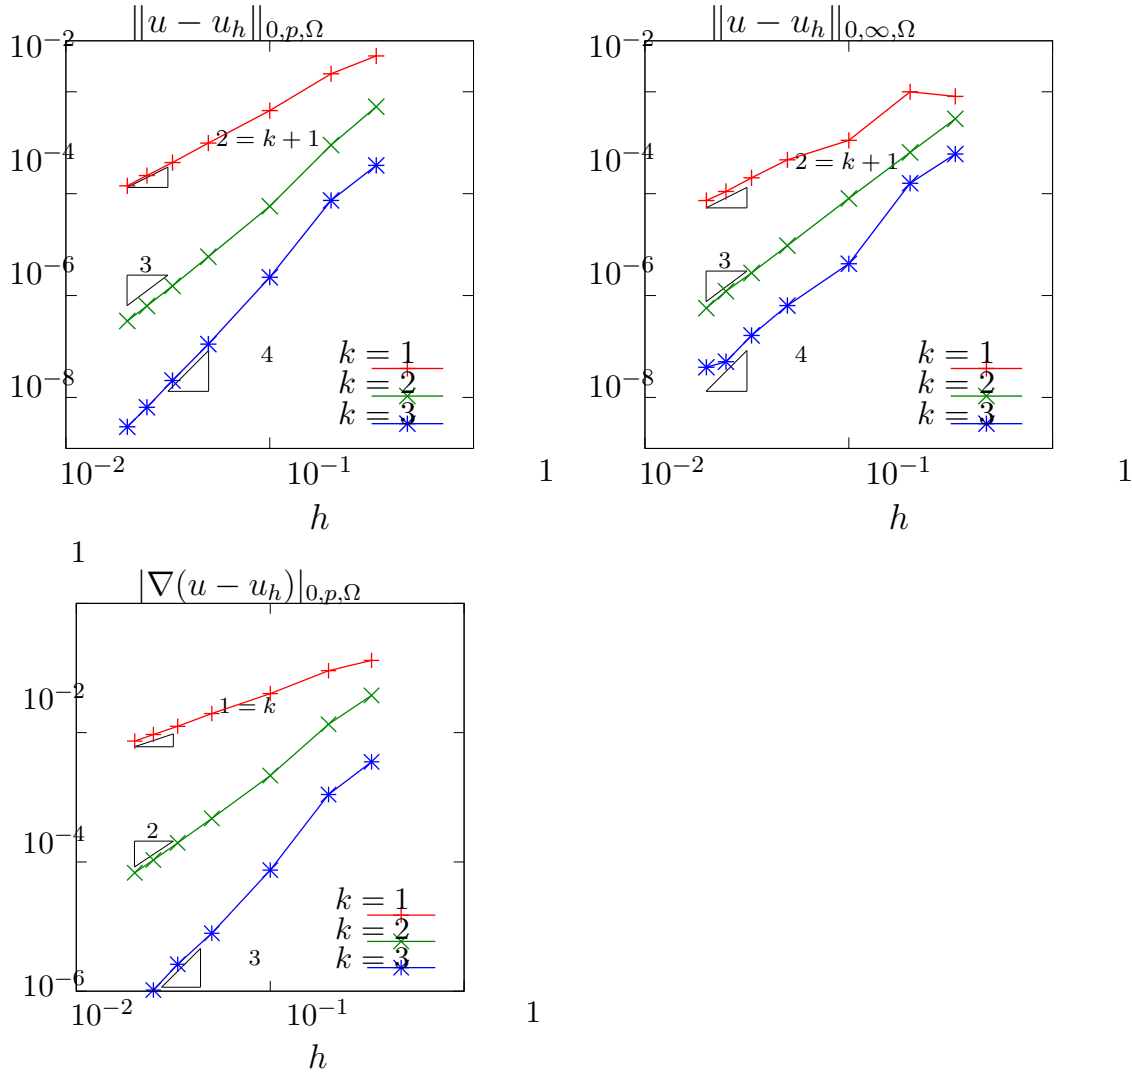 ‖u − u_h‖_{0,p,Ω}
10^{-2}
10^{-4}
10^{-6}
10^{-8}
2 = k + 1
3
4
k = 1
k = 2
k = 3
10^{-2}
10^{-1}
1
h
‖u − u_h‖_{0,∞,Ω}
10^{-2}
10^{-4}
10^{-6}
10^{-8}
2 = k + 1
3
4
k = 1
k = 2
k = 3
10^{-2}
10^{-1}
1
h
|∇(u − u_h)|_{0,p,Ω}
1
10^{-2}
10^{-4}
10^{-6}
1 = k
2
3
k = 1
k = 2
k = 3
10^{-2}
10^{-1}
1
h